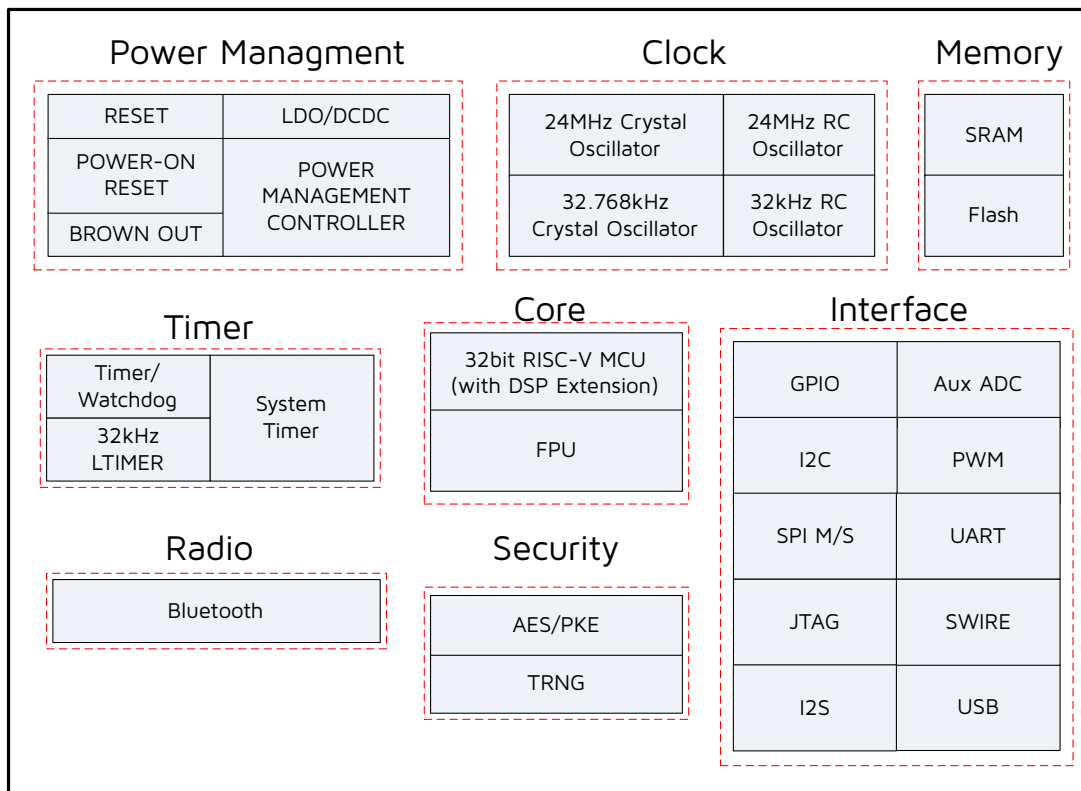 Power Managment
RESET
LDO/DCDC
POWER-ON
RESET
POWER
MANAGEMENT
CONTROLLER
BROWN OUT
Clock
24MHz Crystal
Oscillator
24MHz RC
Oscillator
32.768kHz
Crystal Oscillator
32kHz RC
Oscillator
Memory
SRAM
Flash
Timer
Timer/
Watchdog
32kHz
LTIMER
System
Timer
Core
32bit RISC-V MCU
(with DSP Extension)
FPU
Interface
GPIO
Aux ADC
I2C
PWM
SPI M/S
UART
JTAG
SWIRE
I2S
USB
Radio
Bluetooth
Security
AES/PKE
TRNG